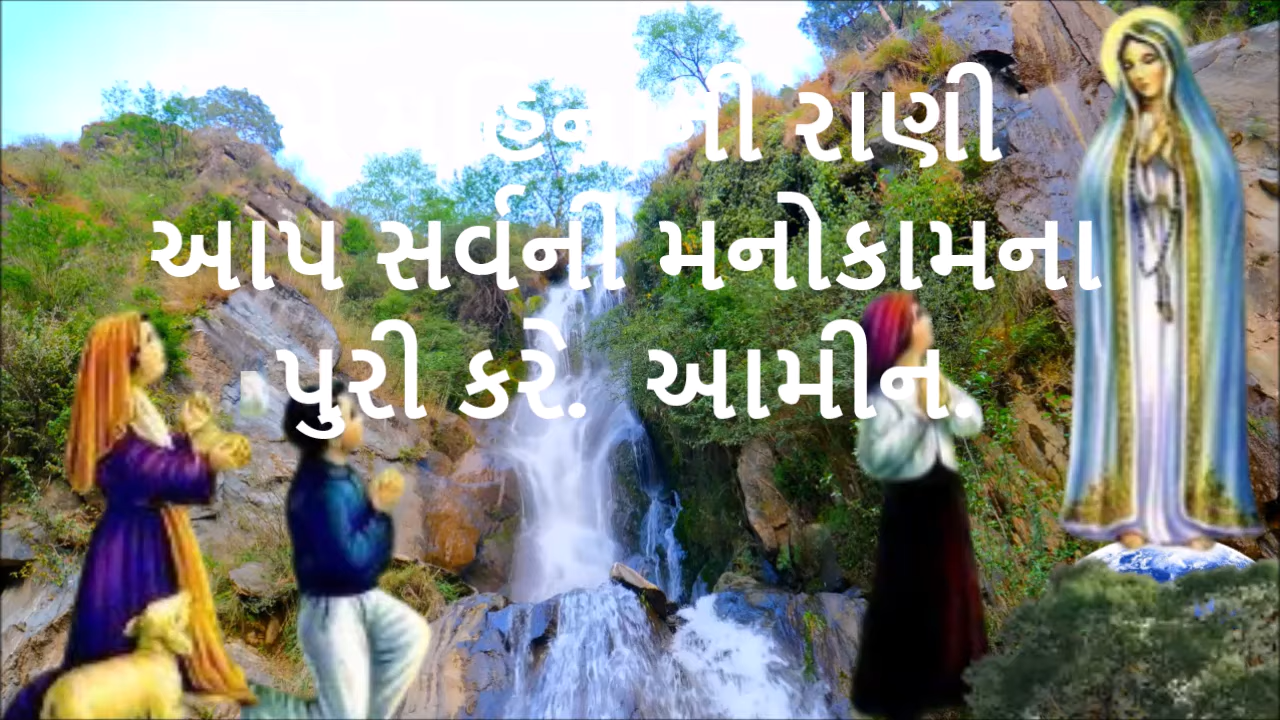 ની રાણી
આપ સર્વની મનોકામના
પુરી કરે. આમીન.